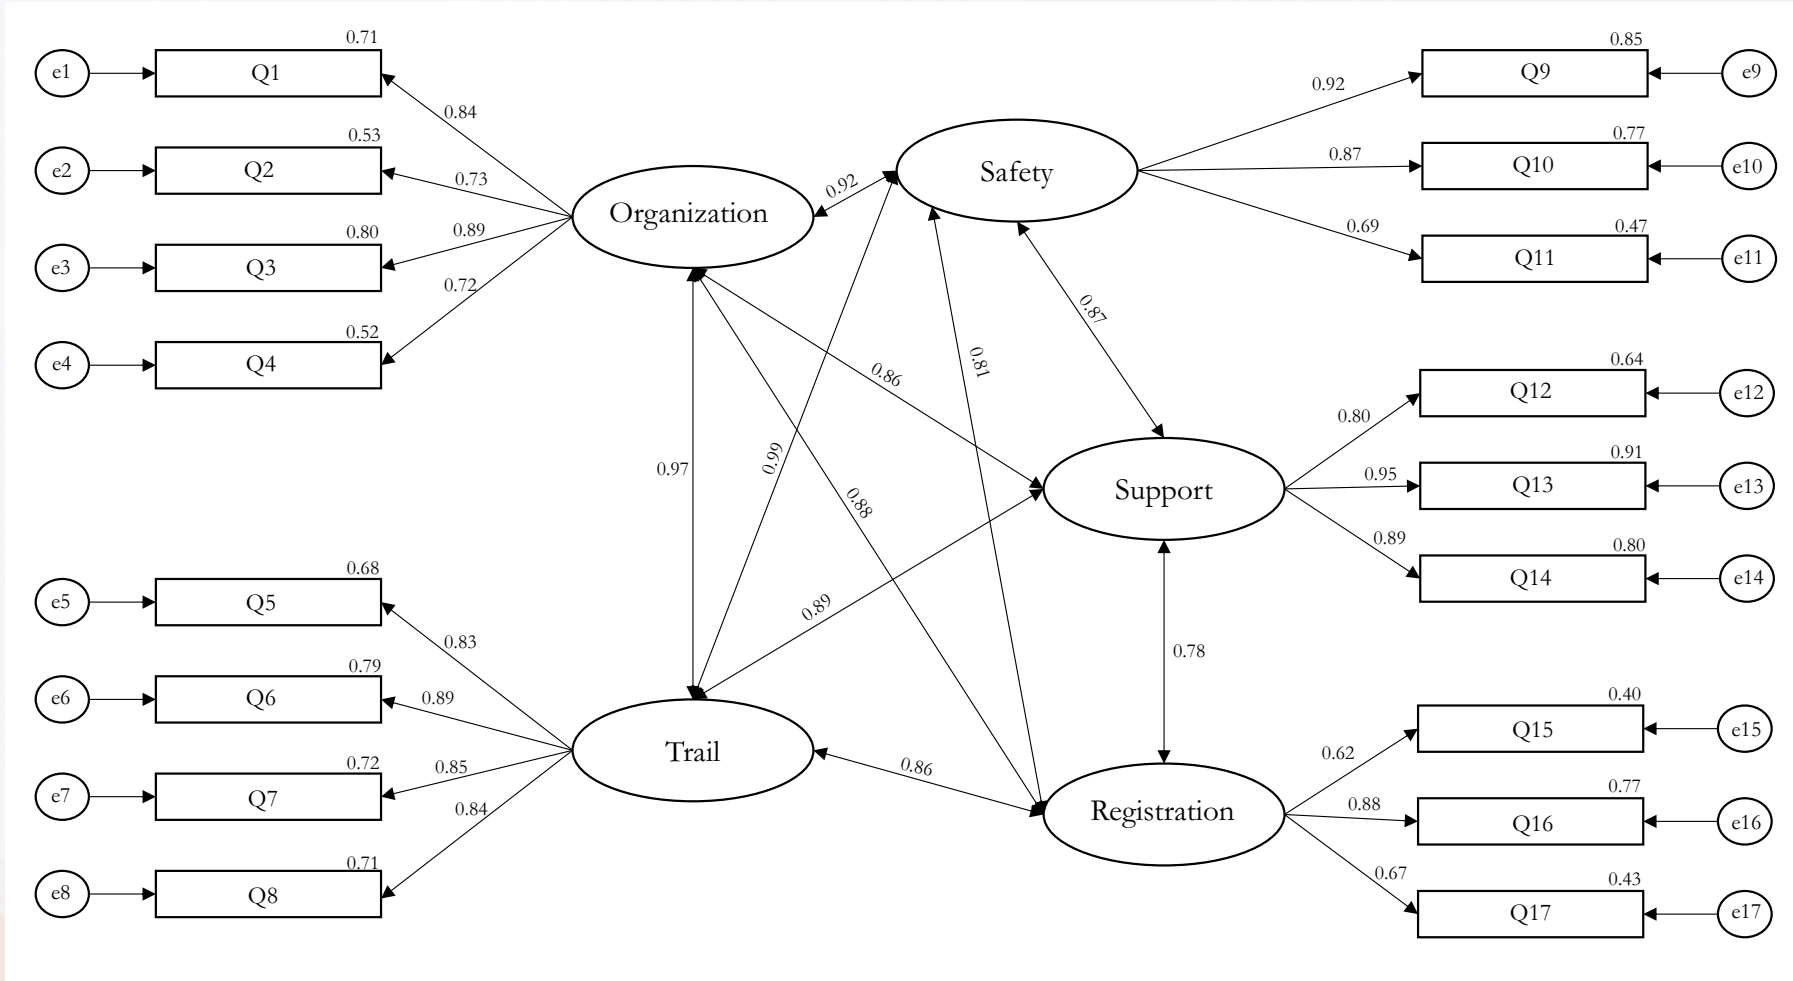 0.71
e1
Q1
0.84
0.53
e2
Q2
0.73
0.80
e3
Q3
0.89
0.52
e4
Q4
0.72
Organization
0.68
e5
Q5
0.83
0.79
e6
Q6
0.89
0.72
e7
Q7
0.85
0.71
e8
Q8
0.84
Trail
0.92
0.97
0.99
0.86
0.88
0.81
0.87
0.89
0.86
0.78
Safety
0.92
0.85
Q9
e9
0.87
0.77
Q10
e10
0.69
0.47
Q11
e11
Support
0.80
0.64
Q12
e12
0.95
0.91
Q13
e13
0.89
0.80
Q14
e14
Registration
0.62
0.40
Q15
e15
0.88
0.77
Q16
e16
0.67
0.43
Q17
e17